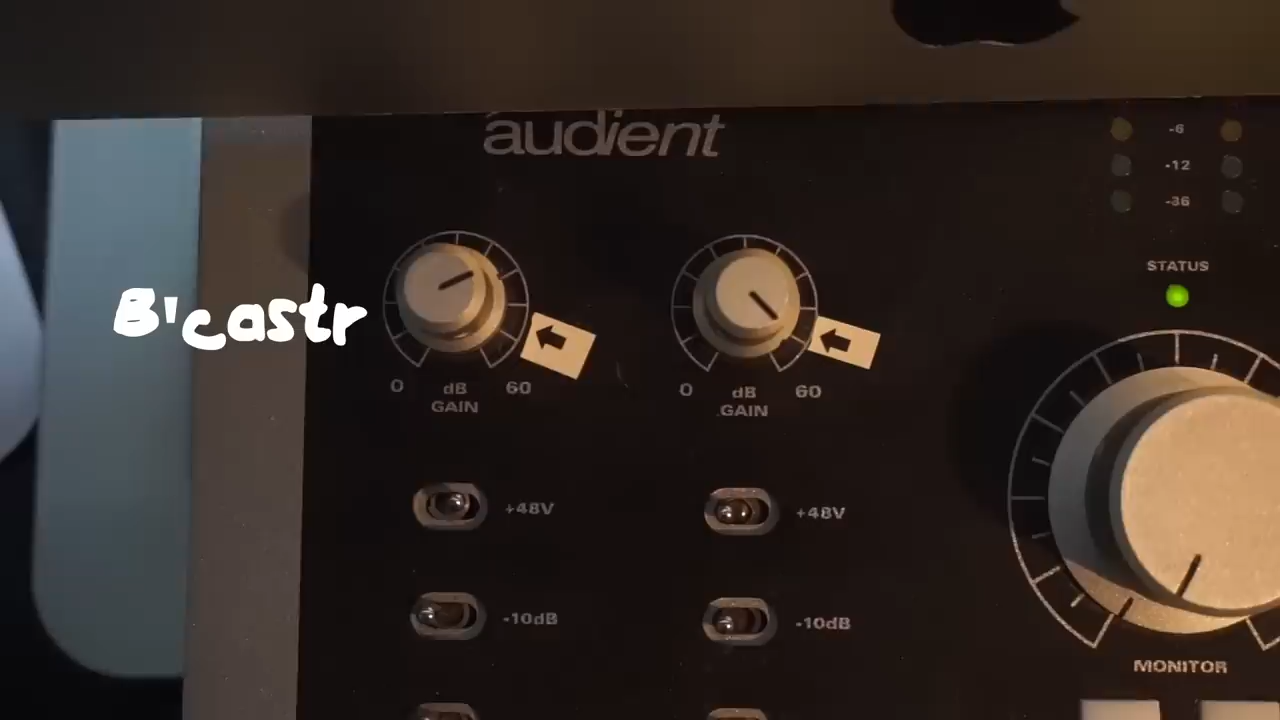 audient
-6
-12
-36
STATUS
B'castr
0 60
dB
GAIN
0 60
dB
GAIN
+48V
+48V
-10dB
-10dB
MONITOR